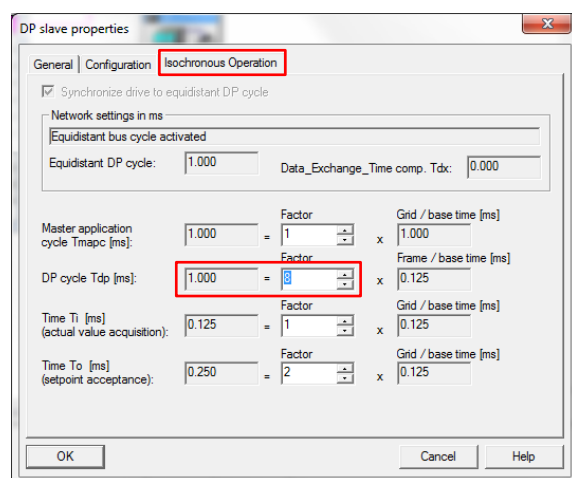 DP slave properties
General Configuration Isochronous Operation
Synchronize drive to equidistant DP cycle
Network settings in ms
Equidistant bus cycle activated
Equidistant DP cycle: 1.000 Data_Exchange_Time comp. Tdx: 0.000
Factor Grid / base time [ms]
Master application cycle Tmapc [ms]: 1.000 = 1 x 1.000
Factor Frame / base time [ms]
DP cycle Tdp [ms]: 1.000 = 8 x 0.125
Factor Grid / base time [ms]
Time Ti [ms] (actual value acquisition): 0.125 = 1 x 0.125
Factor Grid / base time [ms]
Time To [ms] (setpoint acceptance): 0.250 = 2 x 0.125
OK Cancel Help